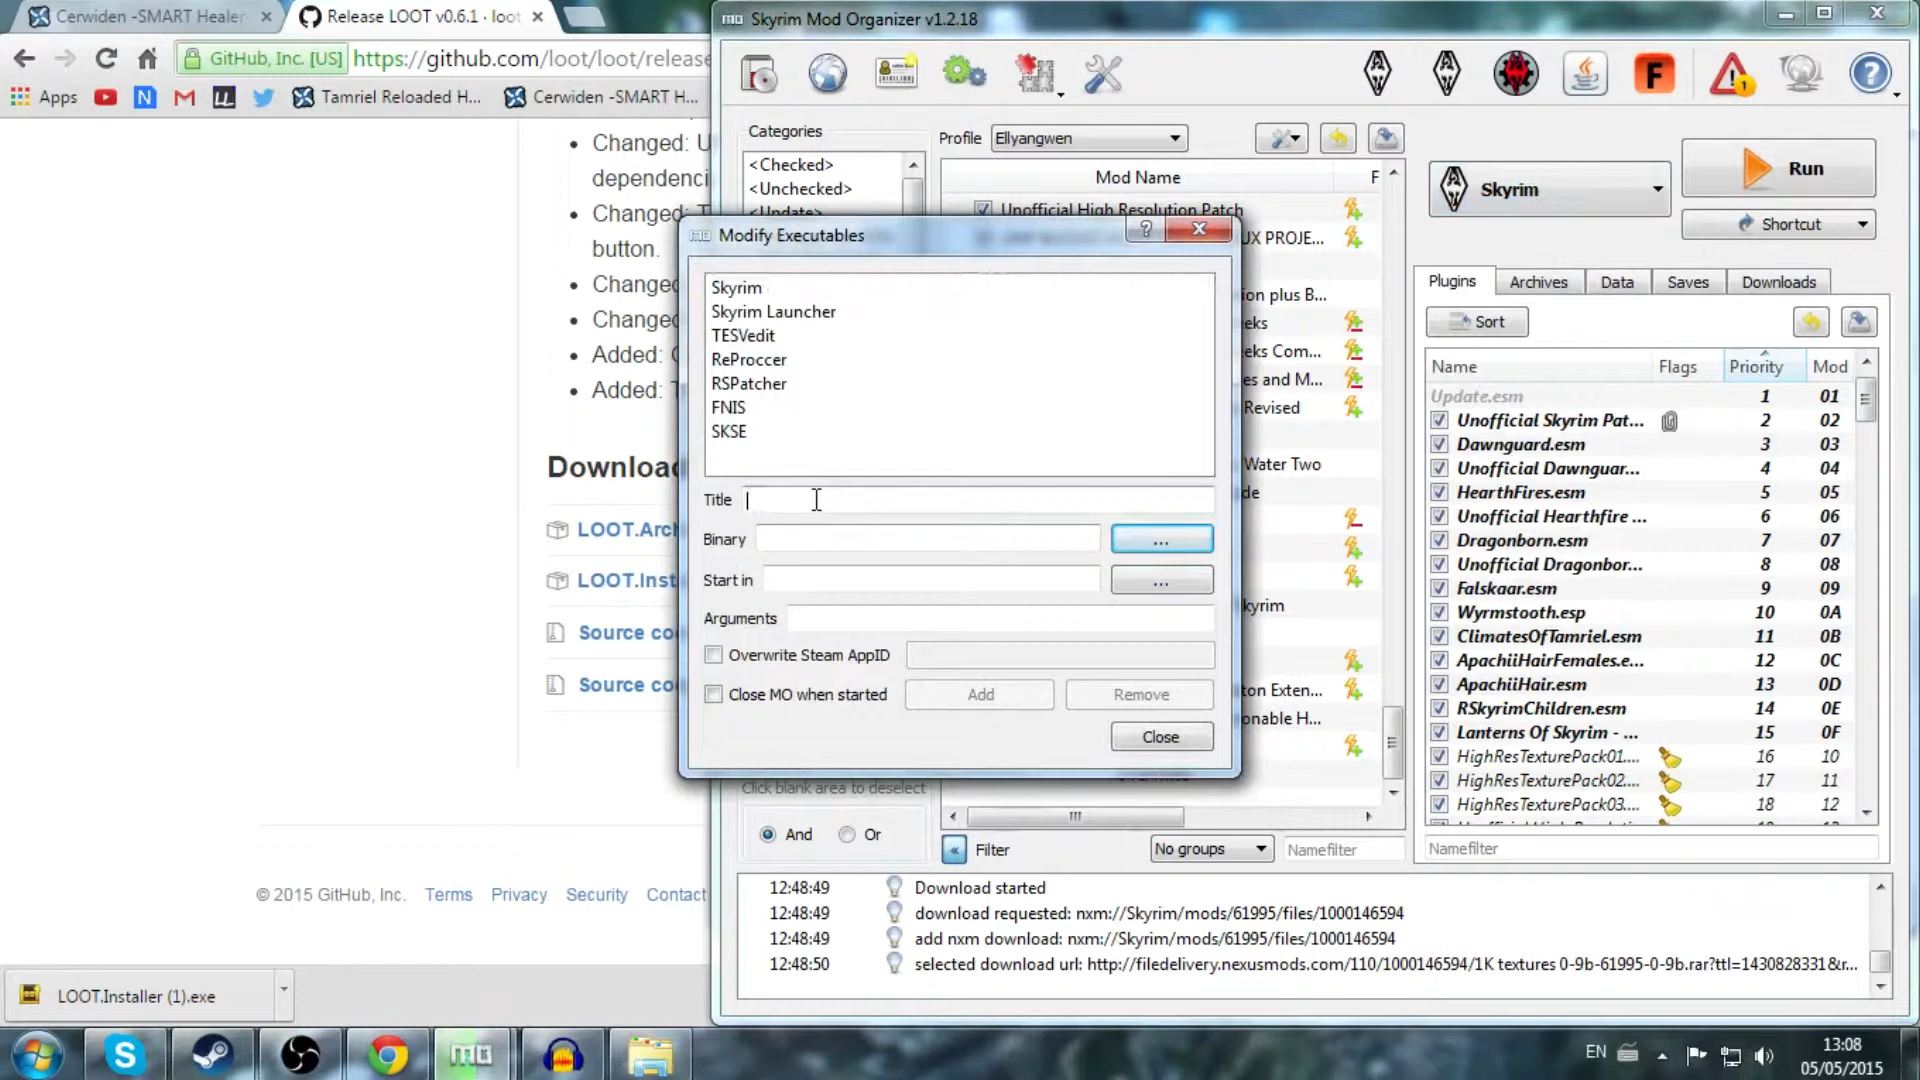 Cerwiden -SMART Healer
Release LOOT v0.6.1 · loot
GitHub, Inc. [US]
https://github.com/loot/loot/release
Apps
Tamriel Reloaded H...
Cerwiden -SMART H...
Changed: U
dependenci
Changed: T
button.
Changed
Changed
Added: C
Added: T
Download
LOOT.Arch
LOOT.Inst
Source co
Source co
© 2015 GitHub, Inc.
Terms
Privacy
Security
Contact
LOOT.Installer (1).exe
Skyrim Mod Organizer v1.2.18
Categories
<Checked>
<Unchecked>
<Update>
Click blank area to deselect
And
Or
Profile
Ellyangwen
Mod Name
F
Unofficial High Resolution Patch
UX PROJE...
ion plus B...
eks
eks Com...
es and M...
Revised
Water Two
de
kyrim
ton Exten...
onable H...
Filter
No groups
Namefilter
Modify Executables
Skyrim
Skyrim Launcher
TESVedit
ReProccer
RSPatcher
FNIS
SKSE
Title
Binary
...
Start in
...
Arguments
Overwrite Steam AppID
Close MO when started
Add
Remove
Close
Skyrim
Run
Shortcut
Plugins
Archives
Data
Saves
Downloads
Sort
Name Flags Priority Mod
Update.esm 1 01
Unofficial Skyrim Pat... 2 02
Dawnguard.esm 3 03
Unofficial Dawnguar... 4 04
HearthFires.esm 5 05
Unofficial Hearthfire ... 6 06
Dragonborn.esm 7 07
Unofficial Dragonbor... 8 08
Falskaar.esm 9 09
Wyrmstooth.esp 10 0A
ClimatesOfTamriel.esm 11 0B
ApachiiHairFemales.e... 12 0C
ApachiiHair.esm 13 0D
RSkyrimChildren.esm 14 0E
Lanterns Of Skyrim - ... 15 0F
HighResTexturePack01.... 16 10
HighResTexturePack02.... 17 11
HighResTexturePack03.... 18 12
Namefilter
12:48:49 Download started
12:48:49 download requested: nxm://Skyrim/mods/61995/files/1000146594
12:48:49 add nxm download: nxm://Skyrim/mods/61995/files/1000146594
12:48:50 selected download url: http://filedelivery.nexusmods.com/110/1000146594/1K textures 0-9b-61995-0-9b.rar?ttl=1430828331&r...
EN
13:08
05/05/2015